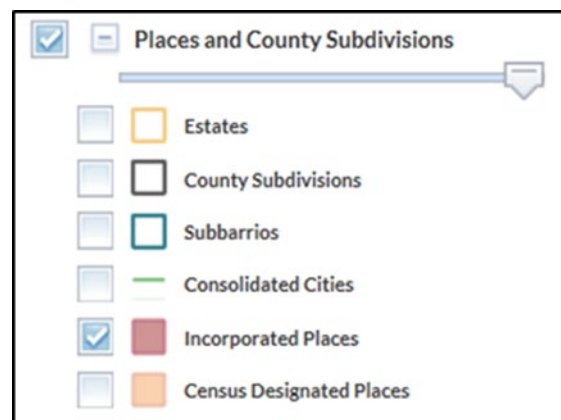 Places and County Subdivisions
Estates
County Subdivisions
Subbarrios
Consolidated Cities
Incorporated Places
Census Designated Places